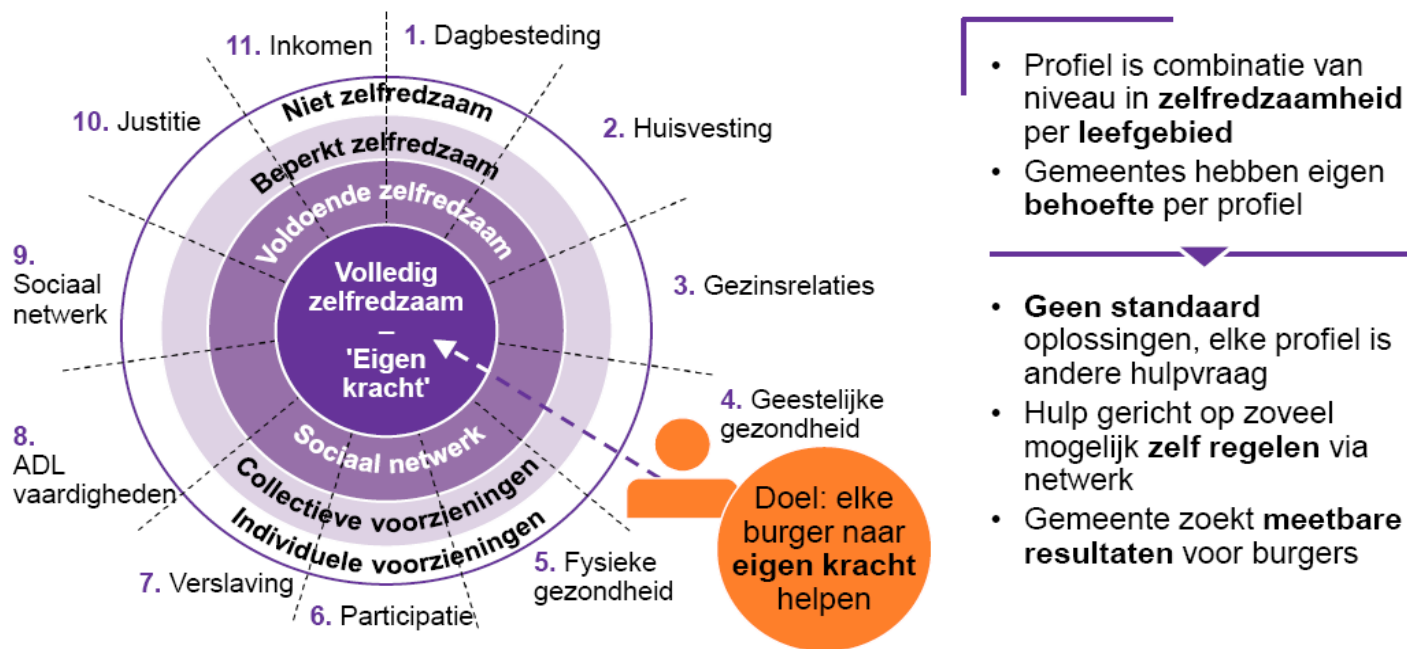 11. Inkomen
1. Dagbesteding
10. Justitie
2. Huisvesting
Niet zelfredzaam
Beperkt zelfredzaam
Voldoende zelfredzaam
Volledig
zelfredzaam
–
'Eigen
kracht'
9.
Sociaal
netwerk
3. Gezinsrelaties
Sociaal netwerk
Collectieve voorzieningen
Individuele voorzieningen
4. Geestelijke
gezondheid
8.
ADL
vaardigheden
7. Verslaving
6. Participatie
5. Fysieke
gezondheid
Doel: elke
burger naar
eigen kracht
helpen
• Profiel is combinatie van
niveau in zelfredzaamheid
per leefgebied
• Gemeentes hebben eigen
behoefte per profiel
• Geen standaard
oplossingen, elke profiel is
andere hulpvraag
• Hulp gericht op zoveel
mogelijk zelf regelen via
netwerk
• Gemeente zoekt meetbare
resultaten voor burgers